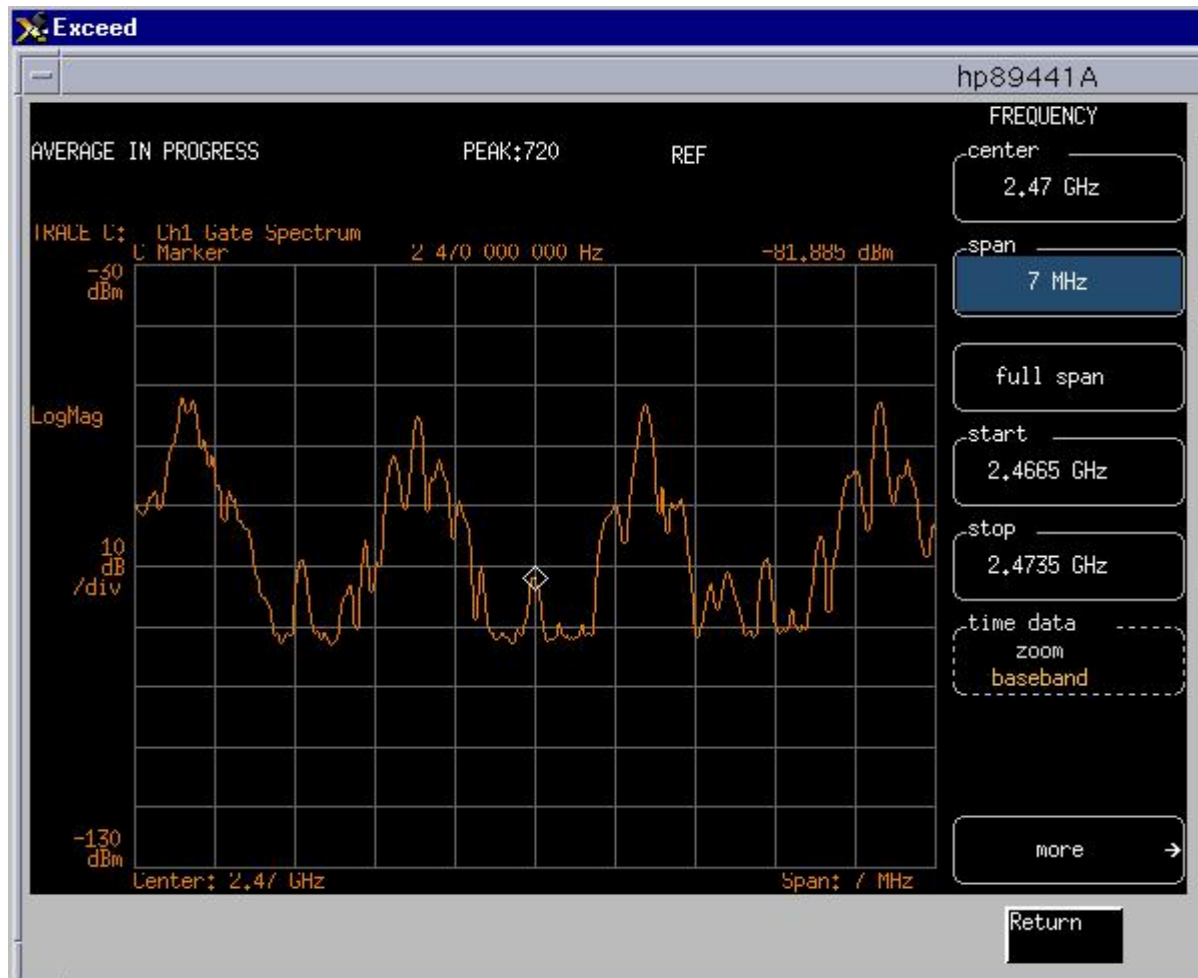 Exceed
hp89441A
FREQUENCY
AVERAGE IN PROGRESS PEAK:720 REF
center
2.47 GHz
TRACE C: Ch1 Gate Spectrum
C Marker 2 470 000 000 Hz -81.885 dBm
span
7 MHz
-30
dBm
full span
LogMag
start
2.4665 GHz
stop
2.4735 GHz
10
dB
/div
time data
zoom
baseband
-130
dBm
more
Center: 2.47 GHz Span: 7 MHz
Return